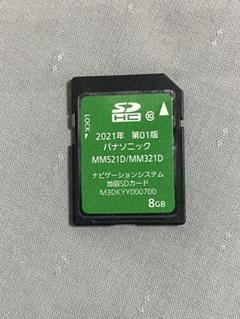 SD
HC
10
LOCK
2021年 第01版
パナソニック
MM521D/MM321D
ナビゲーションシステム
地図SDカード
M3DKYY000700
8GB